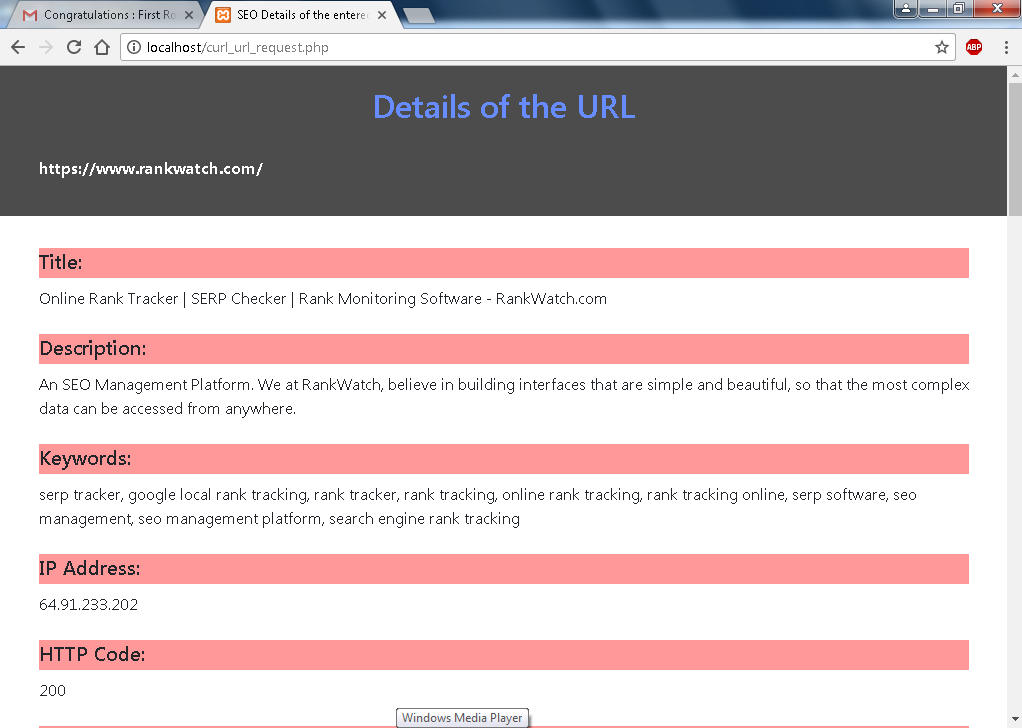 Congratulations : First Ro
SEO Details of the entere
localhost/curl_url_request.php
ABP
Details of the URL
https://www.rankwatch.com/
Title:
Online Rank Tracker | SERP Checker | Rank Monitoring Software - RankWatch.com
Description:
An SEO Management Platform. We at RankWatch, believe in building interfaces that are simple and beautiful, so that the most complex
data can be accessed from anywhere.
Keywords:
serp tracker, google local rank tracking, rank tracker, rank tracking, online rank tracking, rank tracking online, serp software, seo
management, seo management platform, search engine rank tracking
IP Address:
64.91.233.202
HTTP Code:
200
Windows Media Player